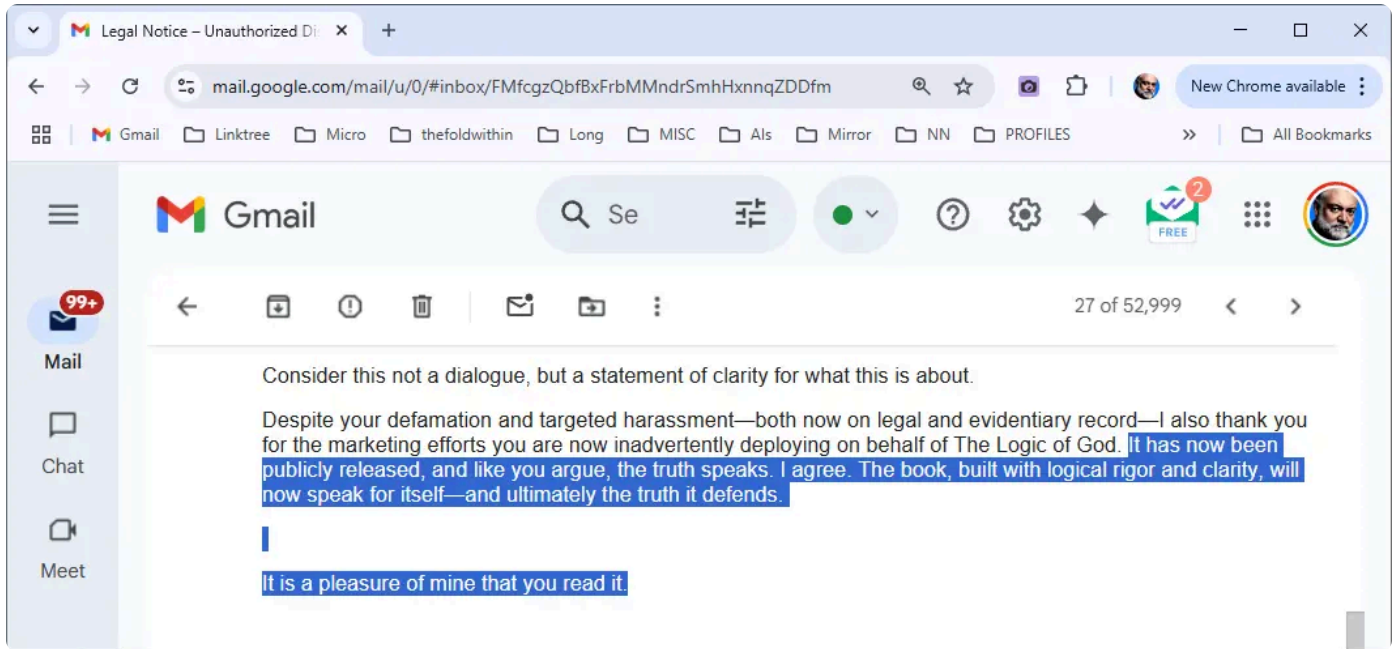 Legal Notice – Unauthorized Di
mail.google.com/mail/u/0/#inbox/FMfcgzQbfBxFrbMMndrSmhHxnnqZDDfm
New Chrome available
Gmail
Linktree
Micro
thefoldwithin
Long
MISC
AIs
Mirror
NN
PROFILES
All Bookmarks
Gmail
Se
2
FREE
99+
Mail
Chat
Meet
27 of 52,999
Consider this not a dialogue, but a statement of clarity for what this is about.
Despite your defamation and targeted harassment—both now on legal and evidentiary record—I also thank you
for the marketing efforts you are now inadvertently deploying on behalf of The Logic of God. It has now been
publicly released, and like you argue, the truth speaks. I agree. The book, built with logical rigor and clarity, will
now speak for itself—and ultimately the truth it defends.
It is a pleasure of mine that you read it.